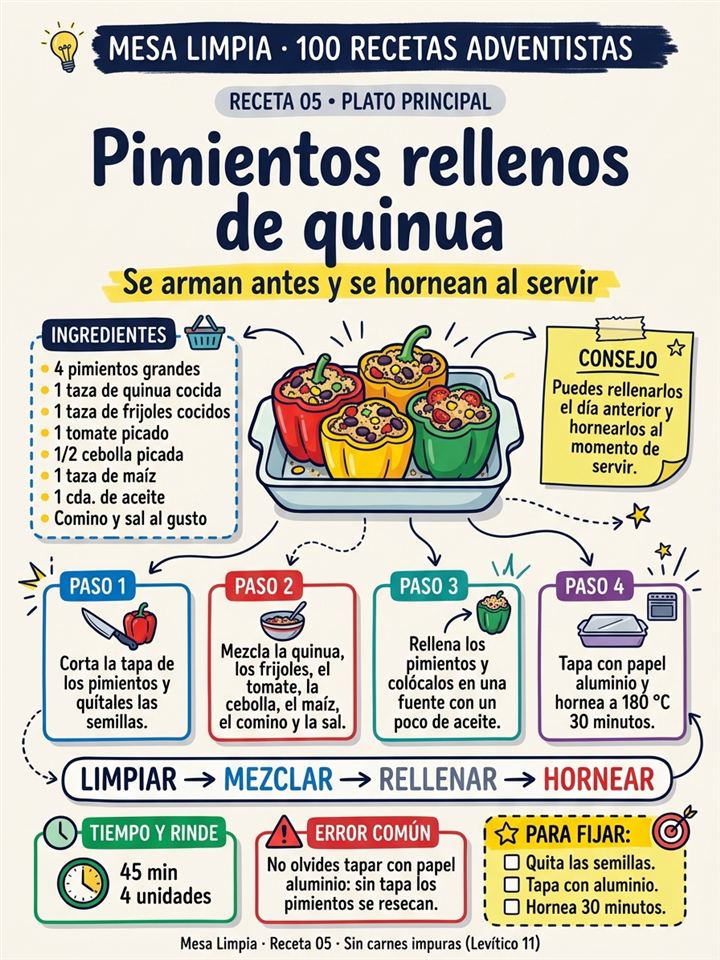 MESA LIMPIA · 100 RECETAS ADVENTISTAS
RECETA 05 • PLATO PRINCIPAL
Pimientos rellenos
de quinua
Se arman antes y se hornean al servir
INGREDIENTES
4 pimientos grandes
1 taza de quinua cocida
1 taza de frijoles cocidos
1 tomate picado
1/2 cebolla picada
1 taza de maíz
1 cda. de aceite
Comino y sal al gusto
CONSEJO
Puedes rellenarlos
el día anterior y
hornearlos al
momento de
servir.
PASO 1
Corta la tapa de
los pimientos y
quítales las
semillas.
PASO 2
Mezcla la quinua,
los frijoles, el
tomate, la
cebolla, el maíz,
el comino y la sal.
PASO 3
Rellena los
pimientos y
colócalos en una
fuente con un
poco de aceite.
PASO 4
Tapa con papel
aluminio y
hornea a 180 °C
30 minutos.
LIMPIAR → MEZCLAR → RELLENAR → HORNEAR
TIEMPO Y RINDE
45 min
4 unidades
ERROR COMÚN
No olvides tapar con papel
aluminio: sin tapa los
pimientos se resecan.
PARA FIJAR:
Quita las semillas.
Tapa con aluminio.
Hornea 30 minutos.
Mesa Limpia · Receta 05 · Sin carnes impuras (Levítico 11)